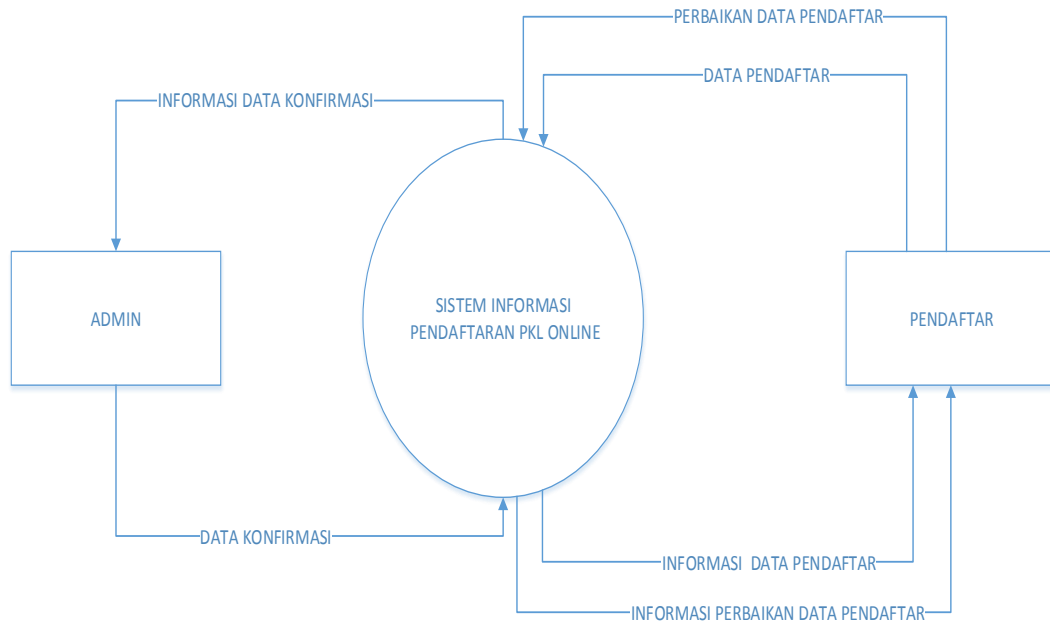 PERBAIKAN DATA PENDAFTAR
DATA PENDAFTAR
INFORMASI DATA KONFIRMASI
ADMIN
SISTEM INFORMASI
PENDAFTARAN PKL ONLINE
PENDAFTAR
DATA KONFIRMASI
INFORMASI DATA PENDAFTAR
INFORMASI PERBAIKAN DATA PENDAFTAR